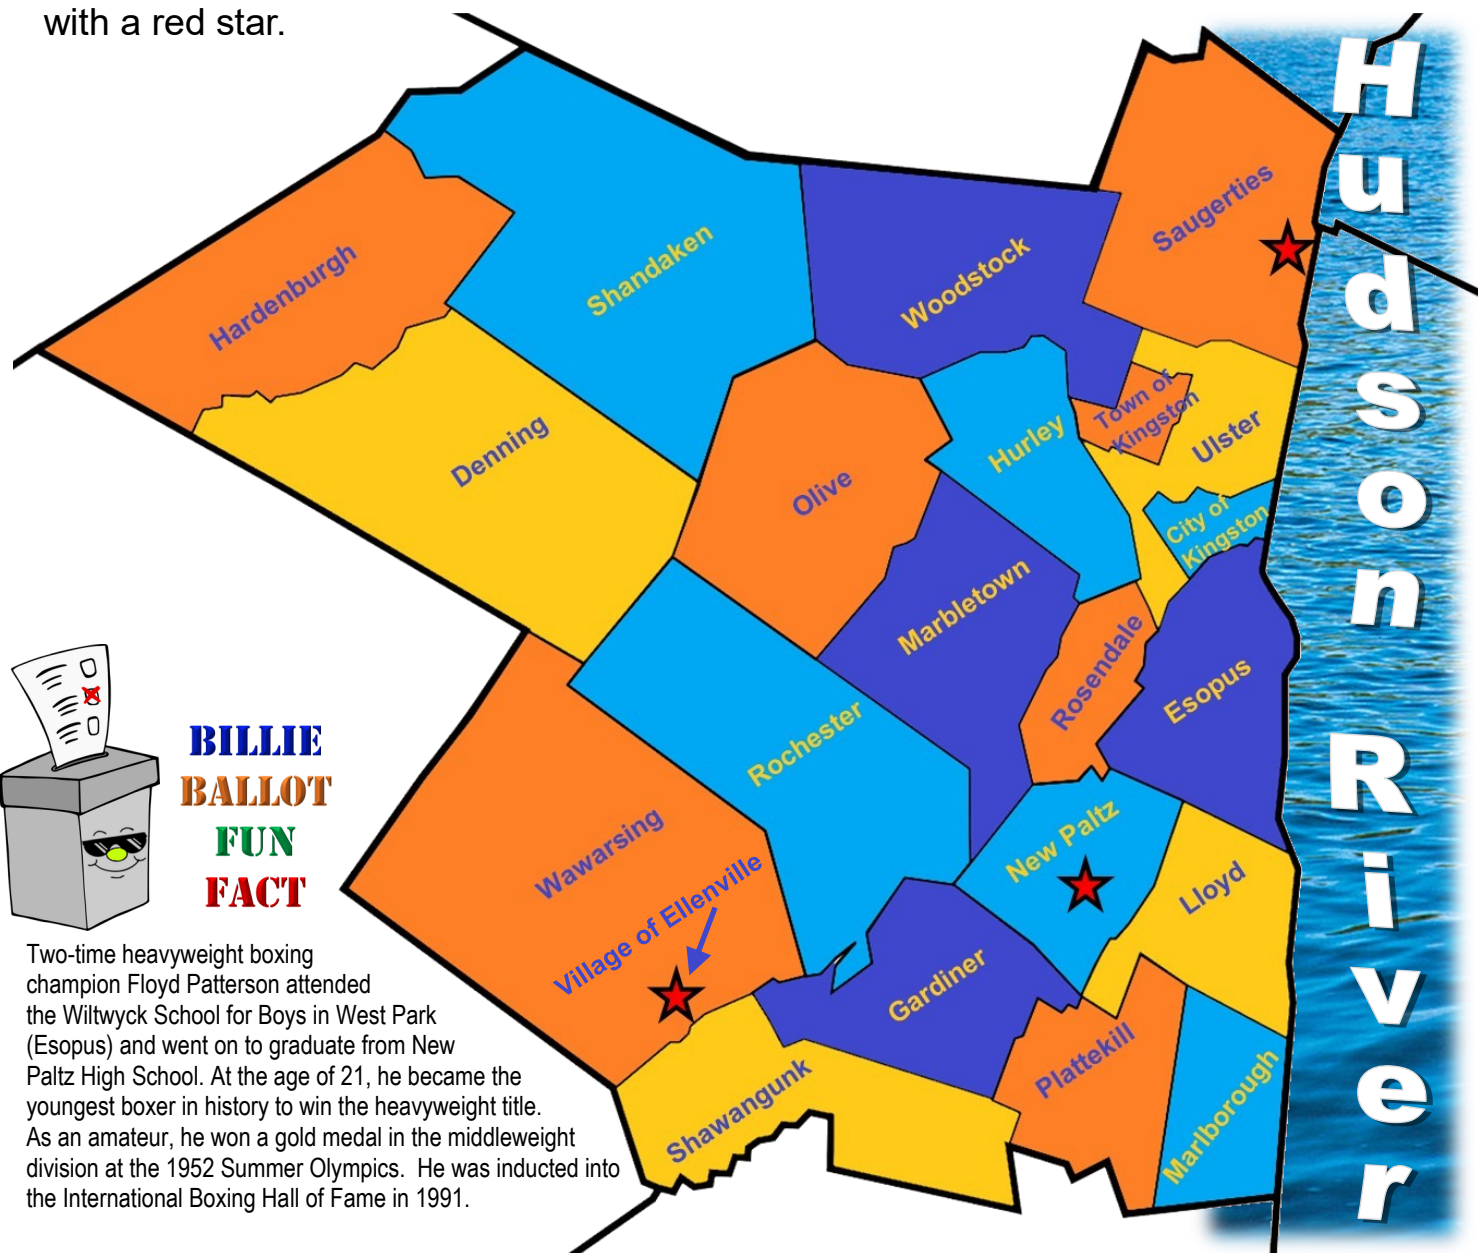 with a red star.
Hudson River
Saugerties
Shandaken
Woodstock
Hardenburgh
Town of
Kingston
Ulster
Hurley
Denning
Olive
City of
Kingston
Marbletown
Rosendale
Esopus
Rochester
New Paltz
Wawarsing
Village of Ellenville
Lloyd
Gardiner
Plattekill
Shawangunk
Marlborough
BILLIE
BALLOT
FUN
FACT
Two-time heavyweight boxing
champion Floyd Patterson attended
the Wiltwyck School for Boys in West Park
(Esopus) and went on to graduate from New
Paltz High School. At the age of 21, he became the
youngest boxer in history to win the heavyweight title.
As an amateur, he won a gold medal in the middleweight
division at the 1952 Summer Olympics.  He was inducted into
the International Boxing Hall of Fame in 1991.